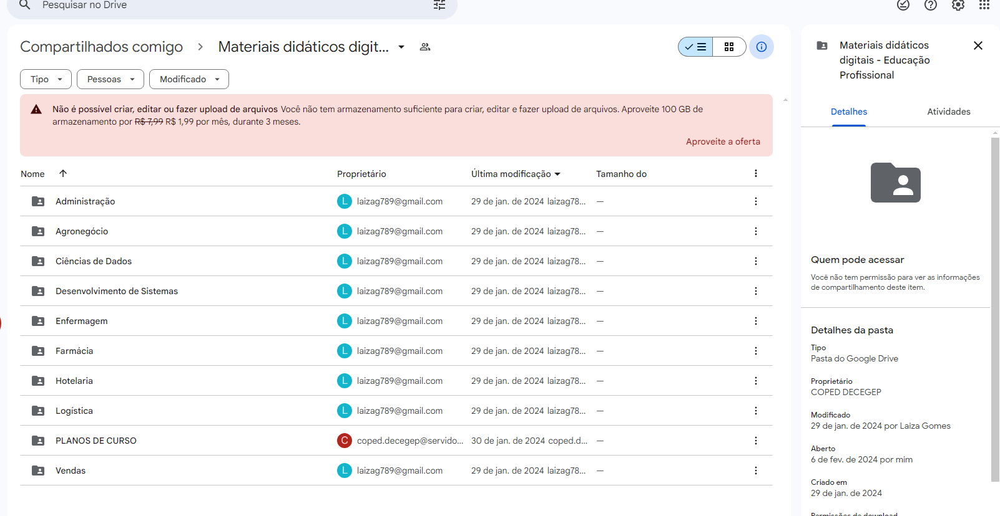 Pesquisar no Drive
Compartilhados comigo > Materiais didáticos digit...
Tipo Pessoas Modificado
Não é possível criar, editar ou fazer upload de arquivos Você não tem armazenamento suficiente para criar, editar e fazer upload de arquivos. Aproveite 100 GB de
armazenamento por R$ 7,99 R$ 1,99 por mês, durante 3 meses.
Aproveite a oferta
Nome Proprietário Última modificação Tamanho do
Administração L laizag789@gmail.com 29 de jan. de 2024 laizag78... —
Agronegócio L laizag789@gmail.com 29 de jan. de 2024 laizag78... —
Ciências de Dados L laizag789@gmail.com 29 de jan. de 2024 laizag78... —
Desenvolvimento de Sistemas L laizag789@gmail.com 29 de jan. de 2024 laizag78... —
Enfermagem L laizag789@gmail.com 29 de jan. de 2024 laizag78... —
Farmácia L laizag789@gmail.com 29 de jan. de 2024 laizag78... —
Hotelaria L laizag789@gmail.com 29 de jan. de 2024 laizag78... —
Logística L laizag789@gmail.com 29 de jan. de 2024 laizag78... —
PLANOS DE CURSO C coped.decegep@servido... 30 de jan. de 2024 coped.d... —
Vendas L laizag789@gmail.com 29 de jan. de 2024 laizag78... —
Materiais didáticos
digitais - Educação
Profissional
Detalhes Atividades
Quem pode acessar
Você não tem permissão para ver as informações
de compartilhamento deste item.
Detalhes da pasta
Tipo
Pasta do Google Drive
Proprietário
COPED DECEGEP
Modificado
29 de jan. de 2024 por Laiza Gomes
Aberto
6 de fev. de 2024 por mim
Criado em
29 de jan. de 2024
Permissões de download